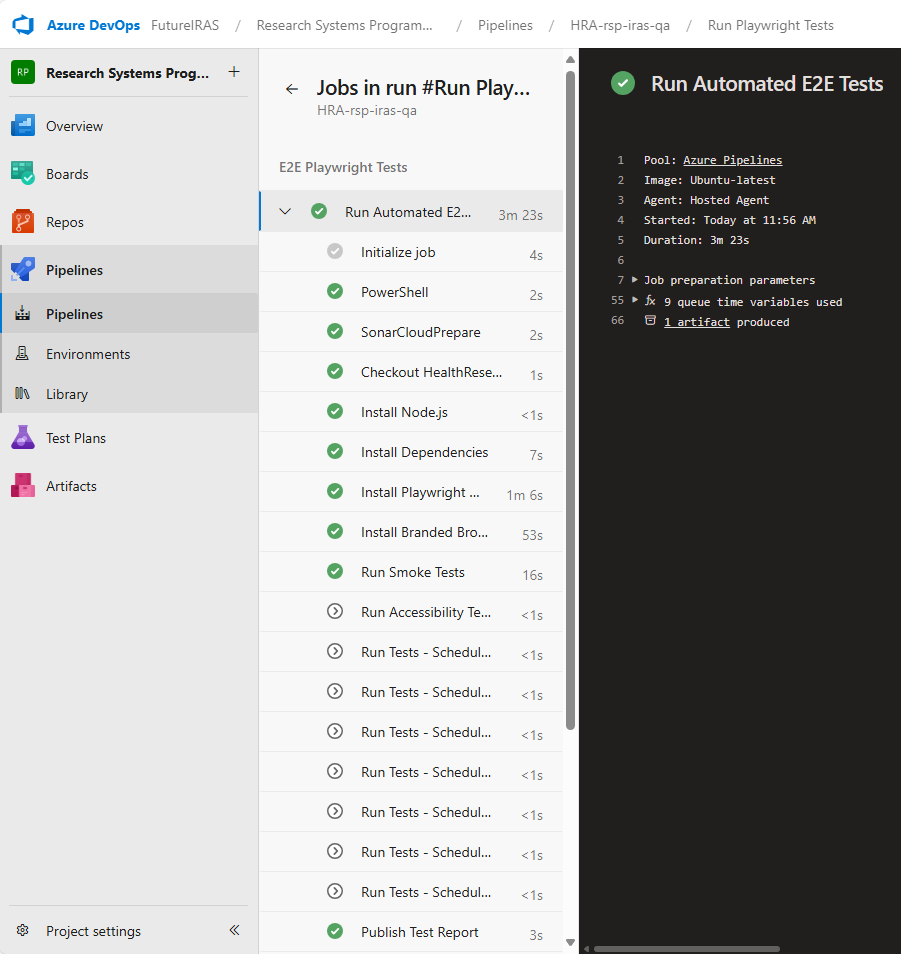 Azure DevOps FutureIRAS / Research Systems Program... / Pipelines / HRA-rsp-iras-qa / Run Playwright Tests
RP Research Systems Prog... +
Overview
Boards
Repos
Pipelines
Pipelines
Environments
Library
Test Plans
Artifacts
Project settings
Jobs in run #Run Play...
HRA-rsp-iras-qa
E2E Playwright Tests
Run Automated E2... 3m 23s
Initialize job 4s
PowerShell 2s
SonarCloudPrepare 2s
Checkout HealthRese... 1s
Install Node.js <1s
Install Dependencies 7s
Install Playwright ... 1m 6s
Install Branded Bro... 53s
Run Smoke Tests 16s
Run Accessibility Te... <1s
Run Tests - Schedul... <1s
Run Tests - Schedul... <1s
Run Tests - Schedul... <1s
Run Tests - Schedul... <1s
Run Tests - Schedul... <1s
Run Tests - Schedul... <1s
Run Tests - Schedul... <1s
Publish Test Report 3s
Run Automated E2E Tests
1 Pool: Azure Pipelines
2 Image: Ubuntu-latest
3 Agent: Hosted Agent
4 Started: Today at 11:56 AM
5 Duration: 3m 23s
6
7 Job preparation parameters
55 fx 9 queue time variables used
66 1 artifact produced